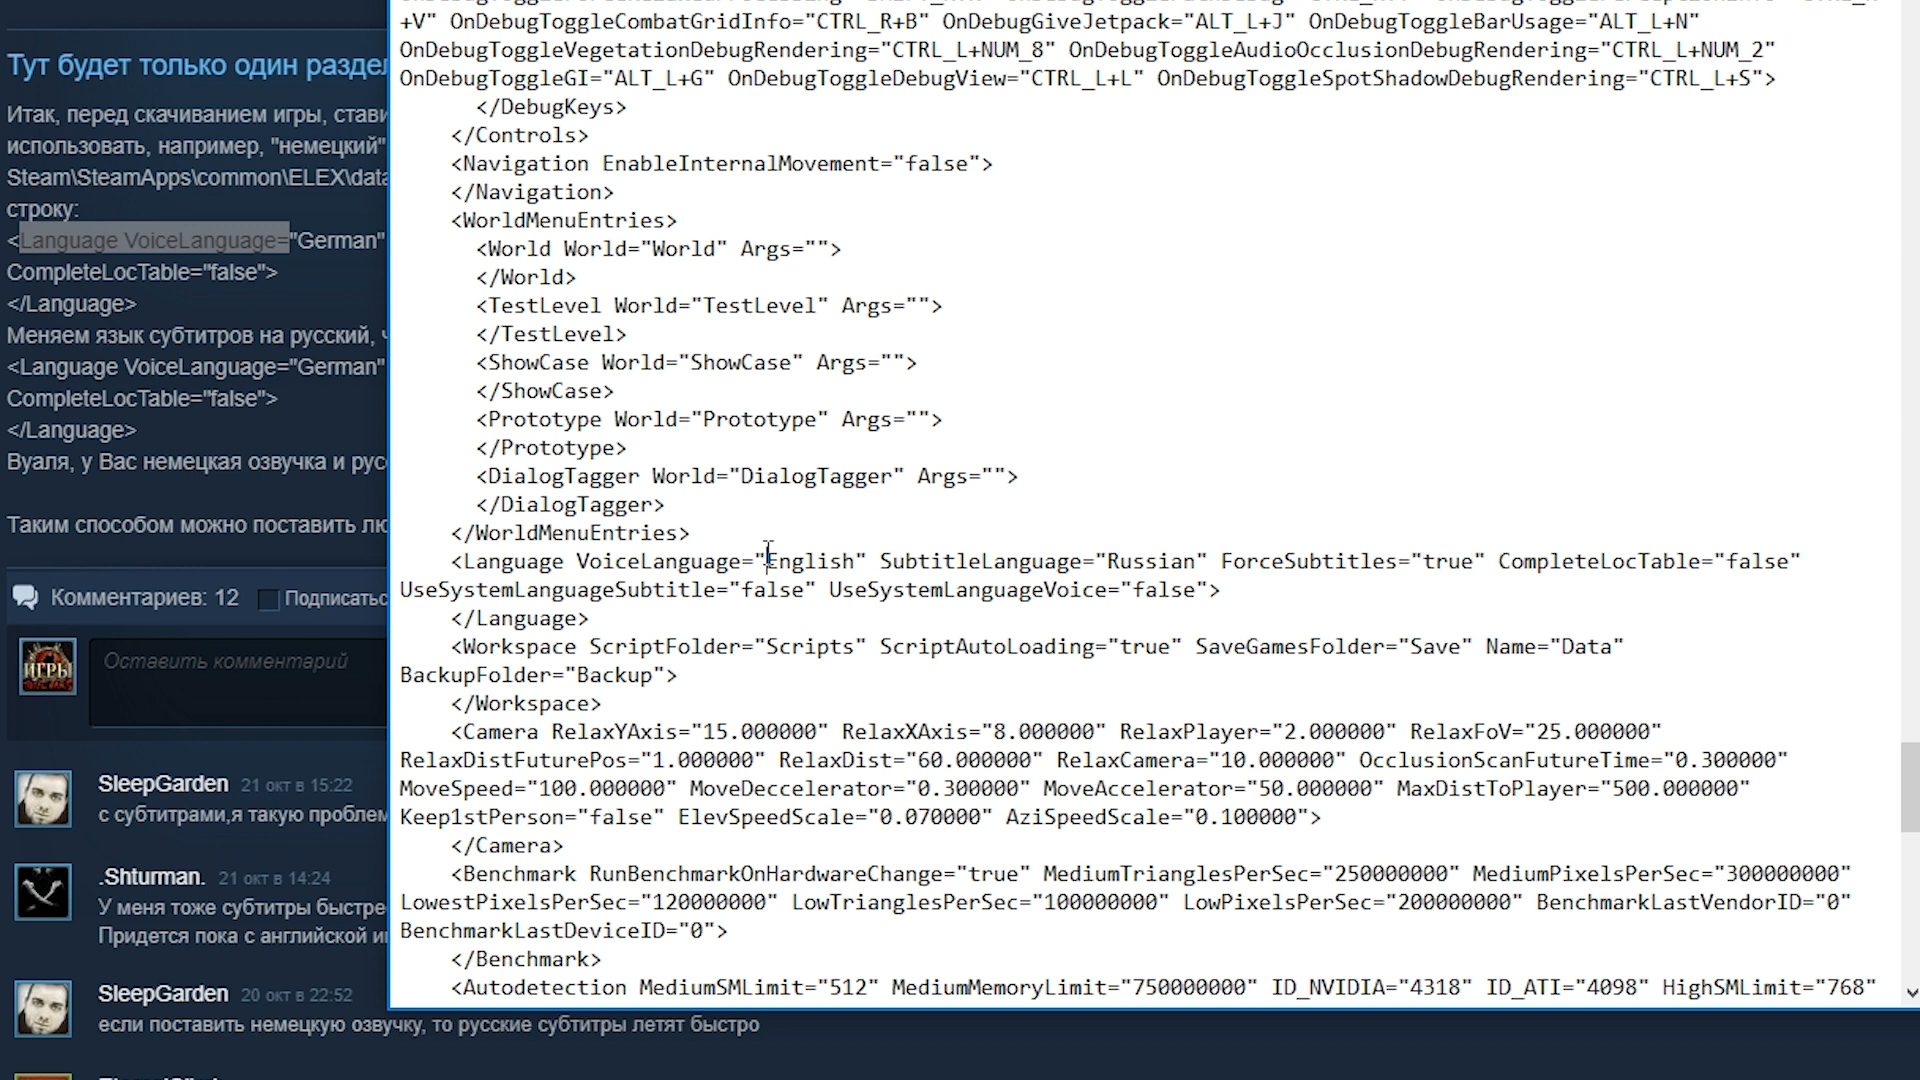 Тут будет только один раздел
Итак, перед скачиванием игры, стави
использовать, например, "немецкий"
Steam\SteamApps\common\ELEX\data
строку:
<Language VoiceLanguage="German"
CompleteLocTable="false">
</Language>
Меняем язык субтитров на русский,
<Language VoiceLanguage="German"
CompleteLocTable="false">
</Language>
Вуаля, у Вас немецкая озвучка и рус
Таким способом можно поставить лю
Комментариев: 12 Подписатьс
ИГРЫ
Оставить комментарий
SleepGarden 21 окт в 15:22
с субтитрами,я такую проблем
.Shturman. 21 окт в 14:24
У меня тоже субтитры быстре
Придется пока с английской и
SleepGarden 20 окт в 22:52
если поставить немецкую озвучку, то русские субтитры летят быстро
+V" OnDebugToggleCombatGridInfo="CTRL_R+B" OnDebugGiveJetpack="ALT_L+J" OnDebugToggleBarUsage="ALT_L+N"
OnDebugToggleVegetationDebugRendering="CTRL_L+NUM_8" OnDebugToggleAudioOcclusionDebugRendering="CTRL_L+NUM_2"
OnDebugToggleGI="ALT_L+G" OnDebugToggleDebugView="CTRL_L+L" OnDebugToggleSpotShadowDebugRendering="CTRL_L+S">
</DebugKeys>
</Controls>
<Navigation EnableInternalMovement="false">
</Navigation>
<WorldMenuEntries>
<World World="World" Args="">
</World>
<TestLevel World="TestLevel" Args="">
</TestLevel>
<ShowCase World="ShowCase" Args="">
</ShowCase>
<Prototype World="Prototype" Args="">
</Prototype>
<DialogTagger World="DialogTagger" Args="">
</DialogTagger>
</WorldMenuEntries>
<Language VoiceLanguage="English" SubtitleLanguage="Russian" ForceSubtitles="true" CompleteLocTable="false"
UseSystemLanguageSubtitle="false" UseSystemLanguageVoice="false">
</Language>
<Workspace ScriptFolder="Scripts" ScriptAutoLoading="true" SaveGamesFolder="Save" Name="Data"
BackupFolder="Backup">
</Workspace>
<Camera RelaxYAxis="15.000000" RelaxXAxis="8.000000" RelaxPlayer="2.000000" RelaxFoV="25.000000"
RelaxDistFuturePos="1.000000" RelaxDist="60.000000" RelaxCamera="10.000000" OcclusionScanFutureTime="0.300000"
MoveSpeed="100.000000" MoveDeccelerator="0.300000" MoveAccelerator="50.000000" MaxDistToPlayer="500.000000"
Keep1stPerson="false" ElevSpeedScale="0.070000" AziSpeedScale="0.100000">
</Camera>
<Benchmark RunBenchmarkOnHardwareChange="true" MediumTrianglesPerSec="250000000" MediumPixelsPerSec="300000000"
LowestPixelsPerSec="120000000" LowTrianglesPerSec="100000000" LowPixelsPerSec="200000000" BenchmarkLastVendorID="0"
BenchmarkLastDeviceID="0">
</Benchmark>
<Autodetection MediumSMLimit="512" MediumMemoryLimit="750000000" ID_NVIDIA="4318" ID_ATI="4098" HighSMLimit="768"